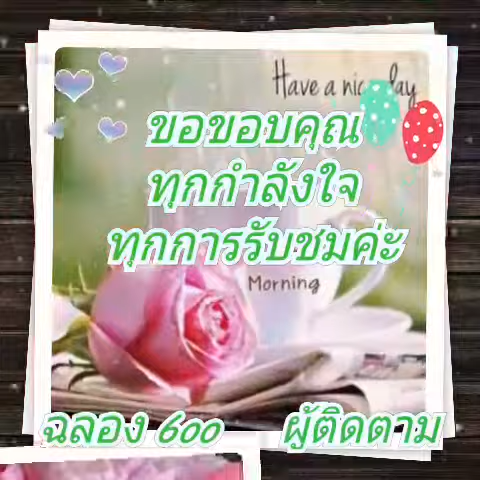 Have a nice day
ขอขอบคุณ
ทุกกำลังใจ
ทุกการรับชมค่ะ
Morning
ฉลอง 600 ผู้ติดตาม